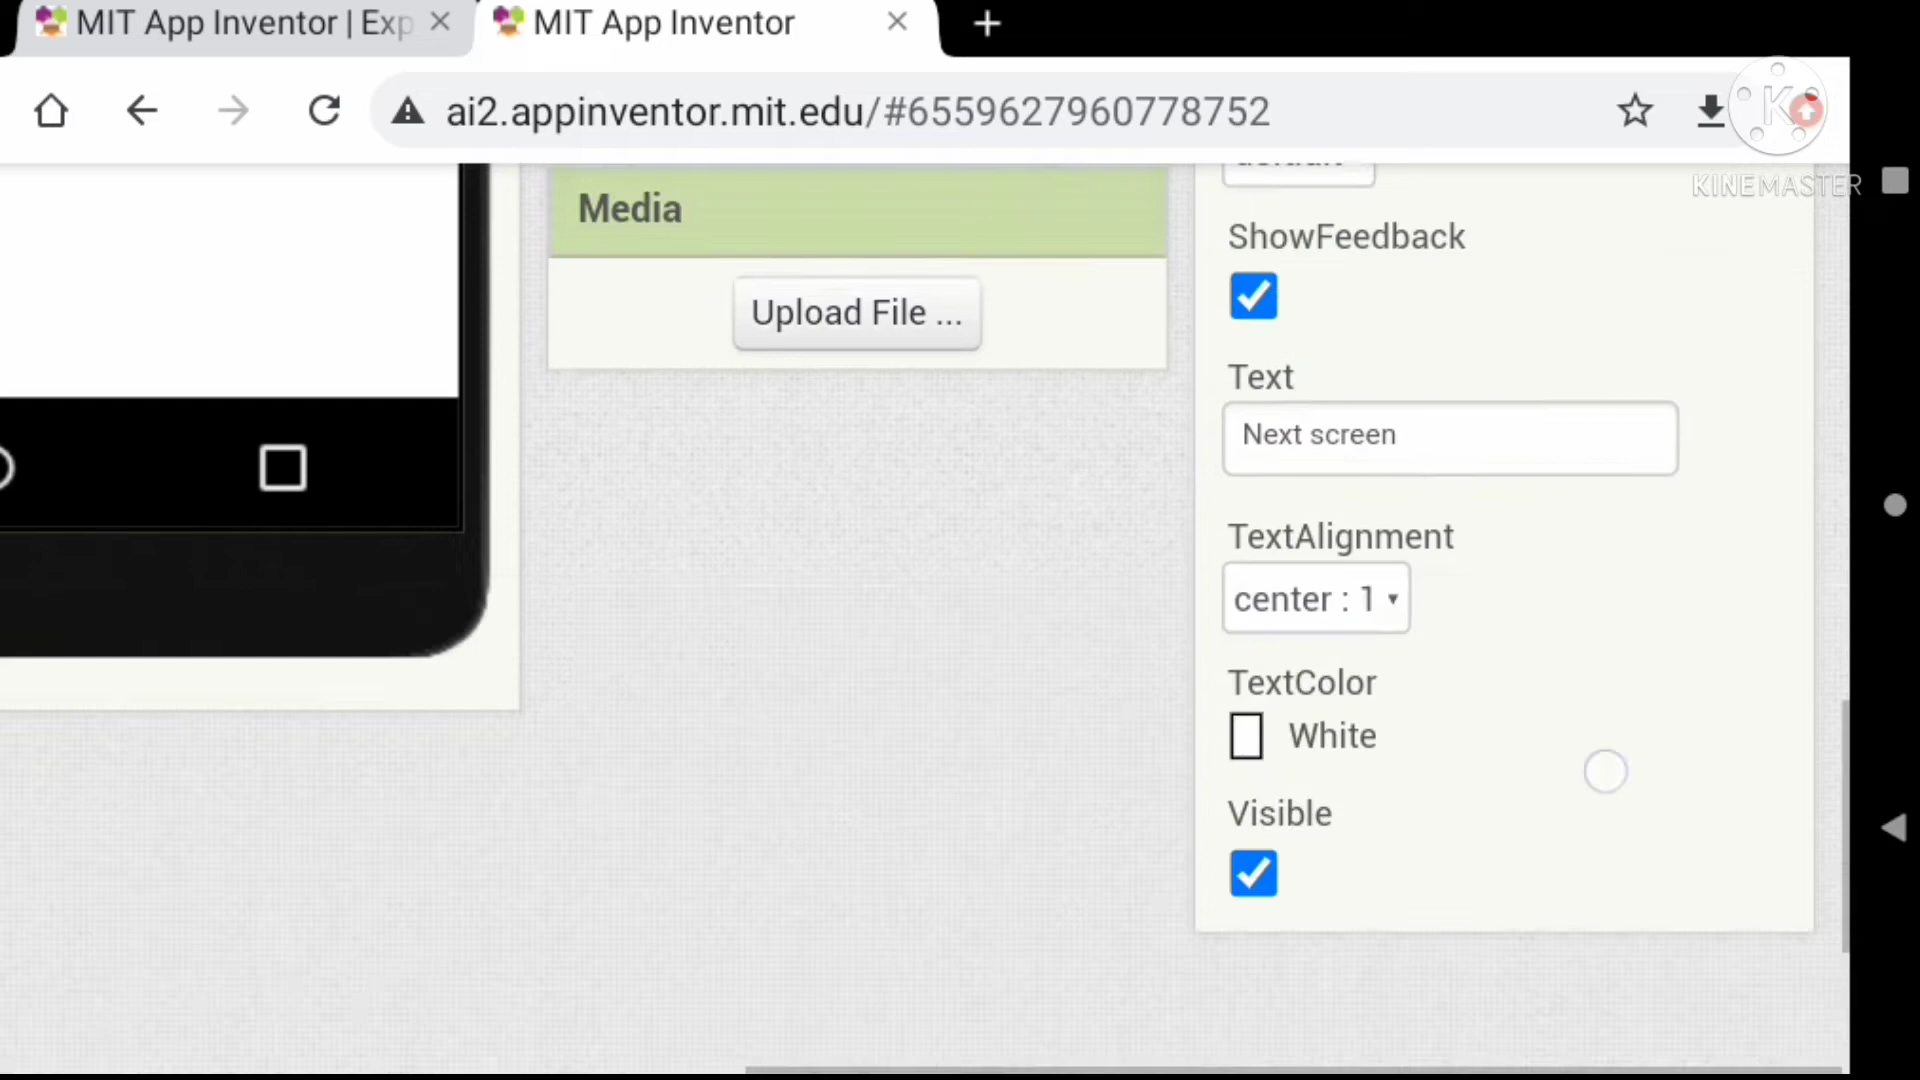 MIT App Inventor | Exp
MIT App Inventor
ai2.appinventor.mit.edu/#6559627960778752
KINEMASTER
Media
Upload File ...
ShowFeedback
Text
Next screen
TextAlignment
center : 1
TextColor
White
Visible